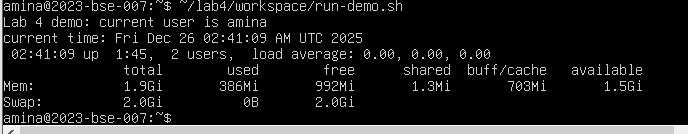 amina@2023-bse-007:~$ ~/lab4/workspace/run-demo.sh
Lab 4 demo: current user is amina
current time: Fri Dec 26 02:41:09 AM UTC 2025
02:41:09 up 1:45, 2 users, load average: 0.00, 0.00, 0.00
total used free shared buff/cache available
Mem: 1.9Gi 386Mi 992Mi 1.3Mi 703Mi 1.5Gi
Swap: 2.0Gi 0B 2.0Gi
amina@2023-bse-007:~$